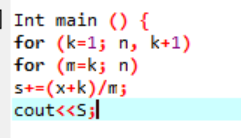 Int main () {
for (k=1; n, k+1)
for (m=k; n)
s+=(x+k)/m;
cout<<S;